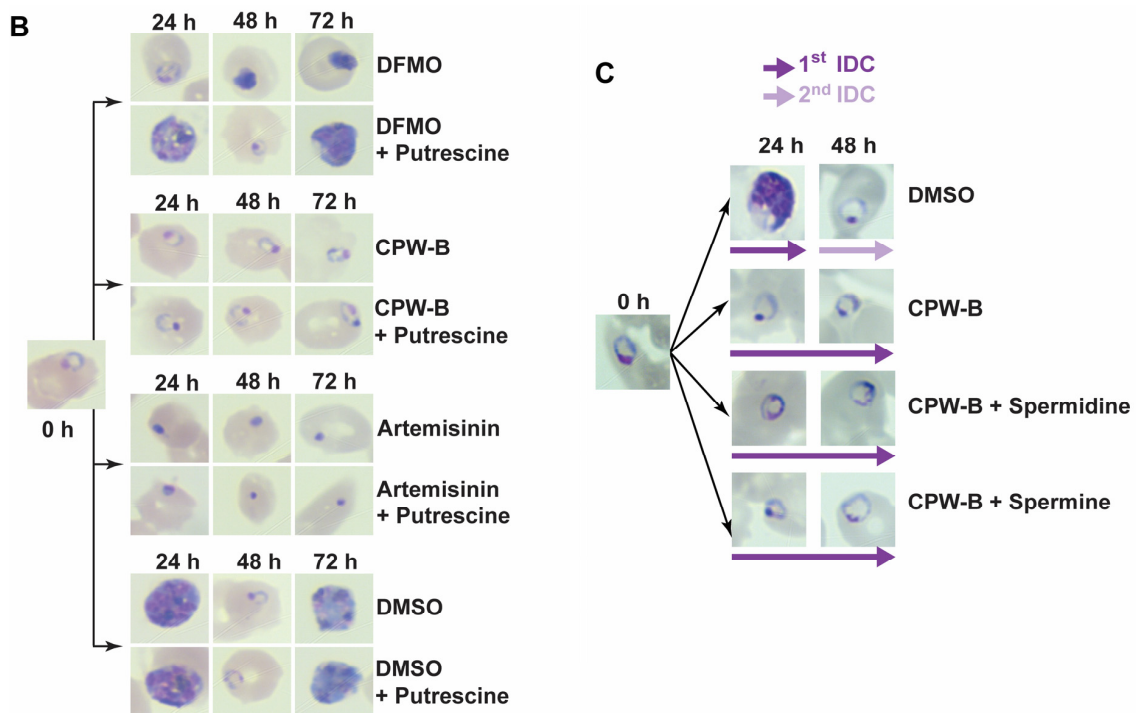 B
24 h 48 h 72 h
DFMO
DFMO
+ Putrescine
24 h 48 h 72 h
CPW-B
CPW-B
+ Putrescine
0 h
24 h 48 h 72 h
Artemisinin
Artemisinin
+ Putrescine
24 h 48 h 72 h
DMSO
DMSO
+ Putrescine
C
1st IDC
2nd IDC
24 h 48 h
DMSO
0 h
CPW-B
CPW-B + Spermidine
CPW-B + Spermine